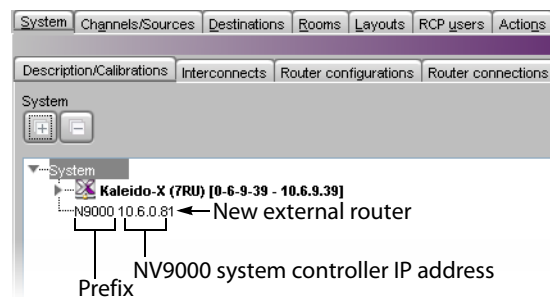 System Channels/Sources Destinations Rooms Layouts RCP users Actions
Description/Calibrations Interconnects Router configurations Router connections
System
System
Kaleido-X (7RU) [0-6-9-39 - 10.6.9.39]
N9000 10.6.0.81 New external router
NV9000 system controller IP address
Prefix